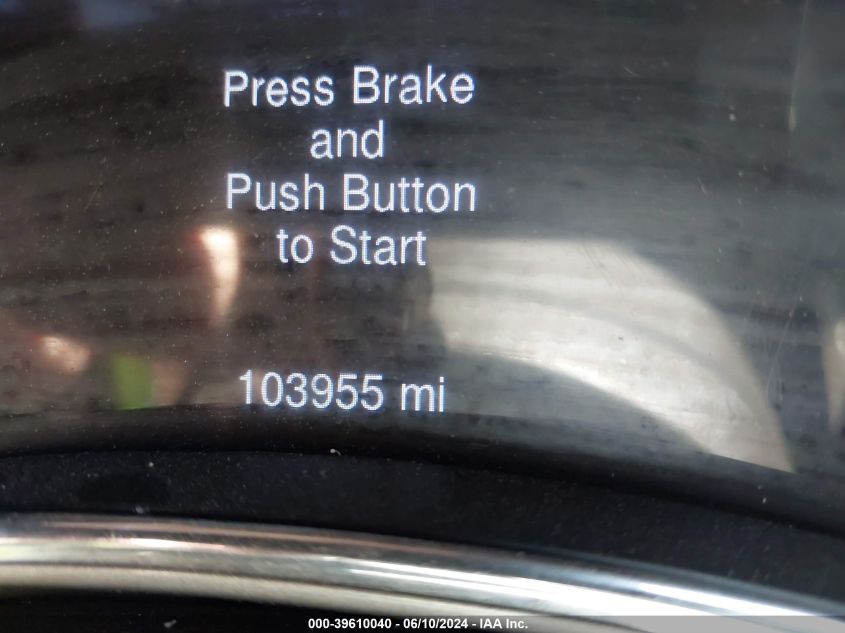 Press Brake
and
Push Button
to Start
103955 mi
000-39610040 - 06/10/2024 - IAA Inc.